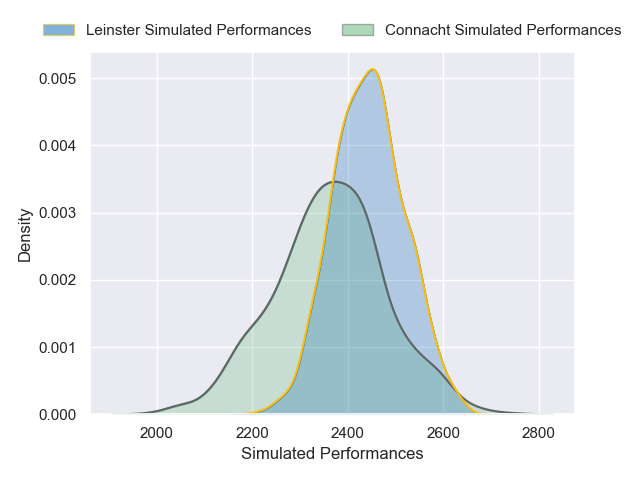 Leinster Simulated Performances Connacht Simulated Performances
0.005
0.004
0.003
0.002
0.001
0.000
Density
2000 2200 2400 2600 2800
Simulated Performances